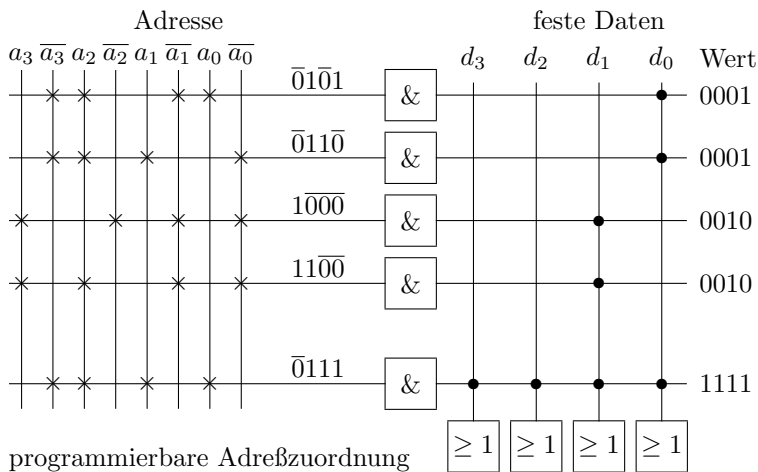 Adresse feste Daten
a₃ a̅₃̅ a₂ a̅₂̅ a₁ a̅₁̅ a₀ a̅₀̅ d₃ d₂ d₁ d₀ Wert
0̅10̅1 & 0001
0̅110̅ & 0001
10̅0̅0̅ & 0010
110̅0̅ & 0010
0̅111 & 1111
≥ 1 ≥ 1 ≥ 1 ≥ 1
programmierbare Adreßzuordnung